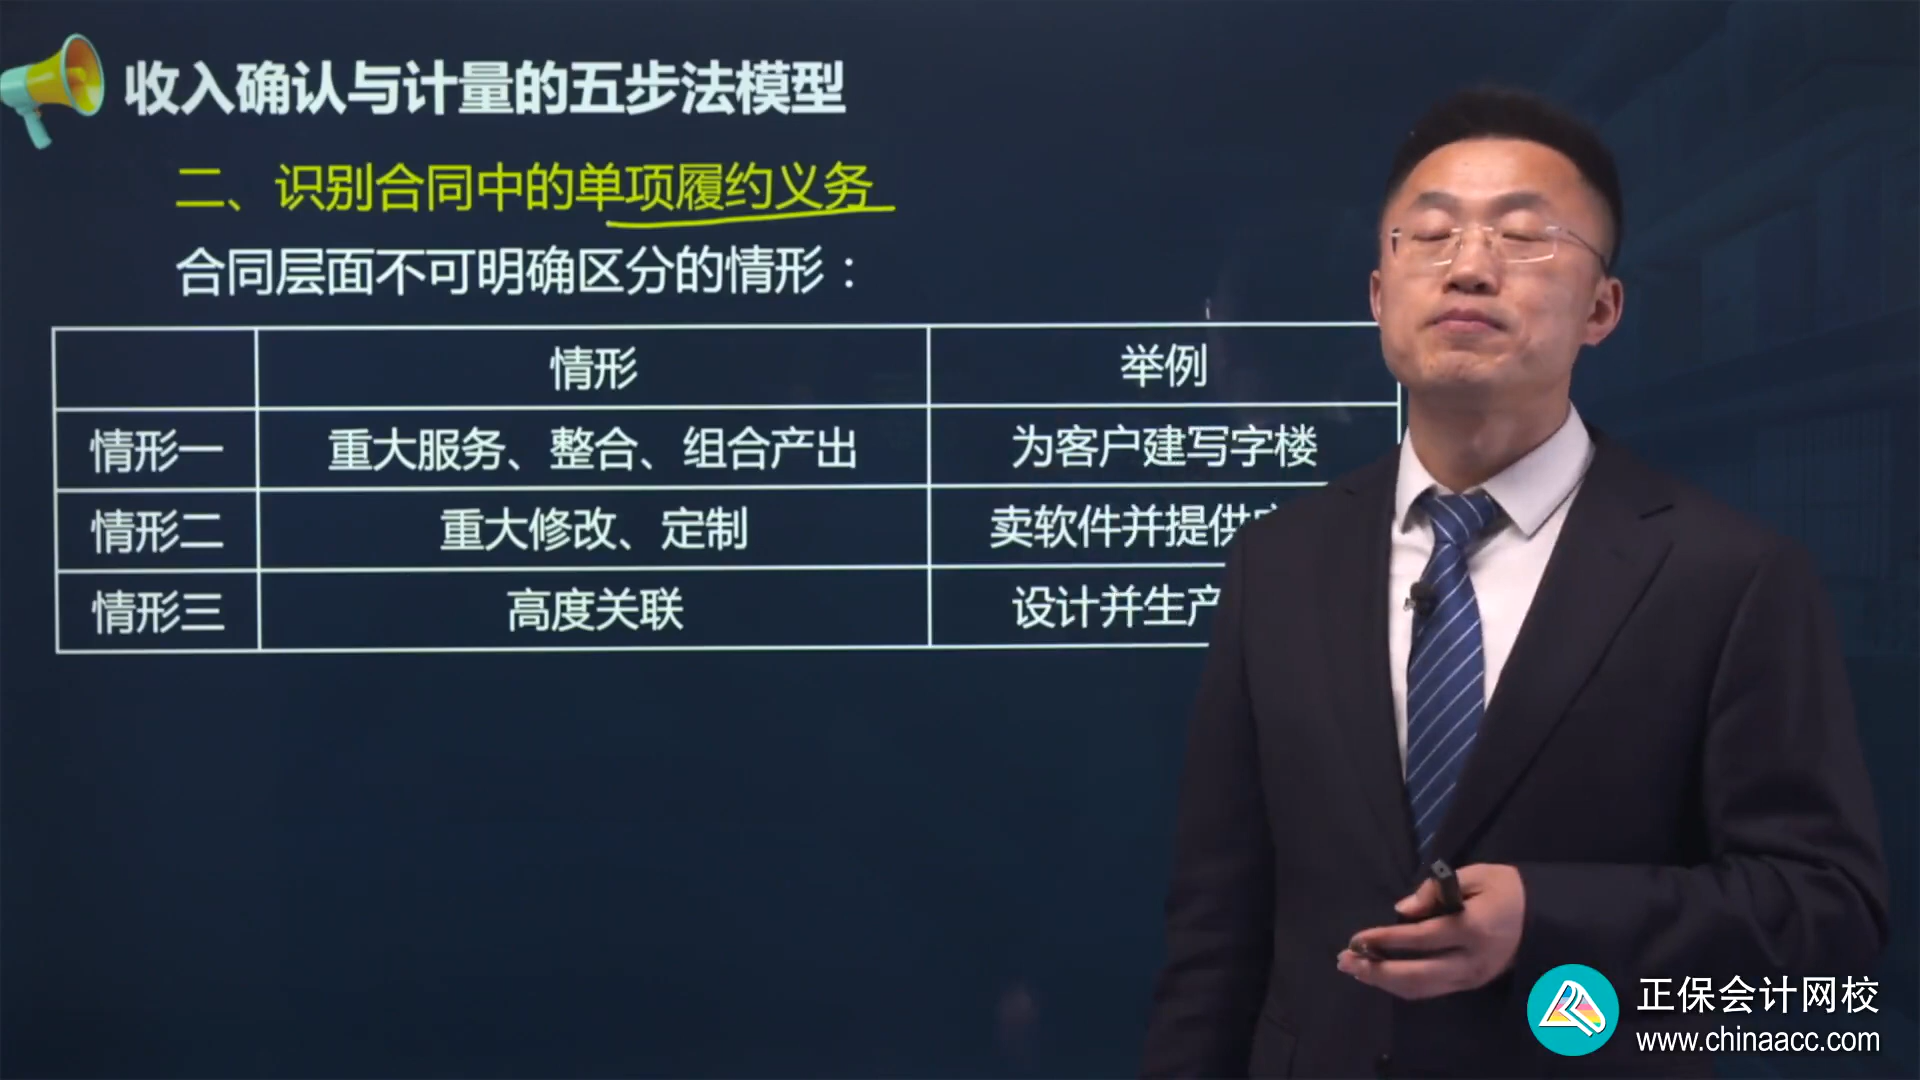 收入确认与计量的五步法模型
二、识别合同中的单项履约义务
合同层面不可明确区分的情形：
情形 举例
情形一 重大服务、整合、组合产出 为客户建写字楼
情形二 重大修改、定制 卖软件并提供
情形三 高度关联 设计并生产
正保会计网校
www.chinaacc.com